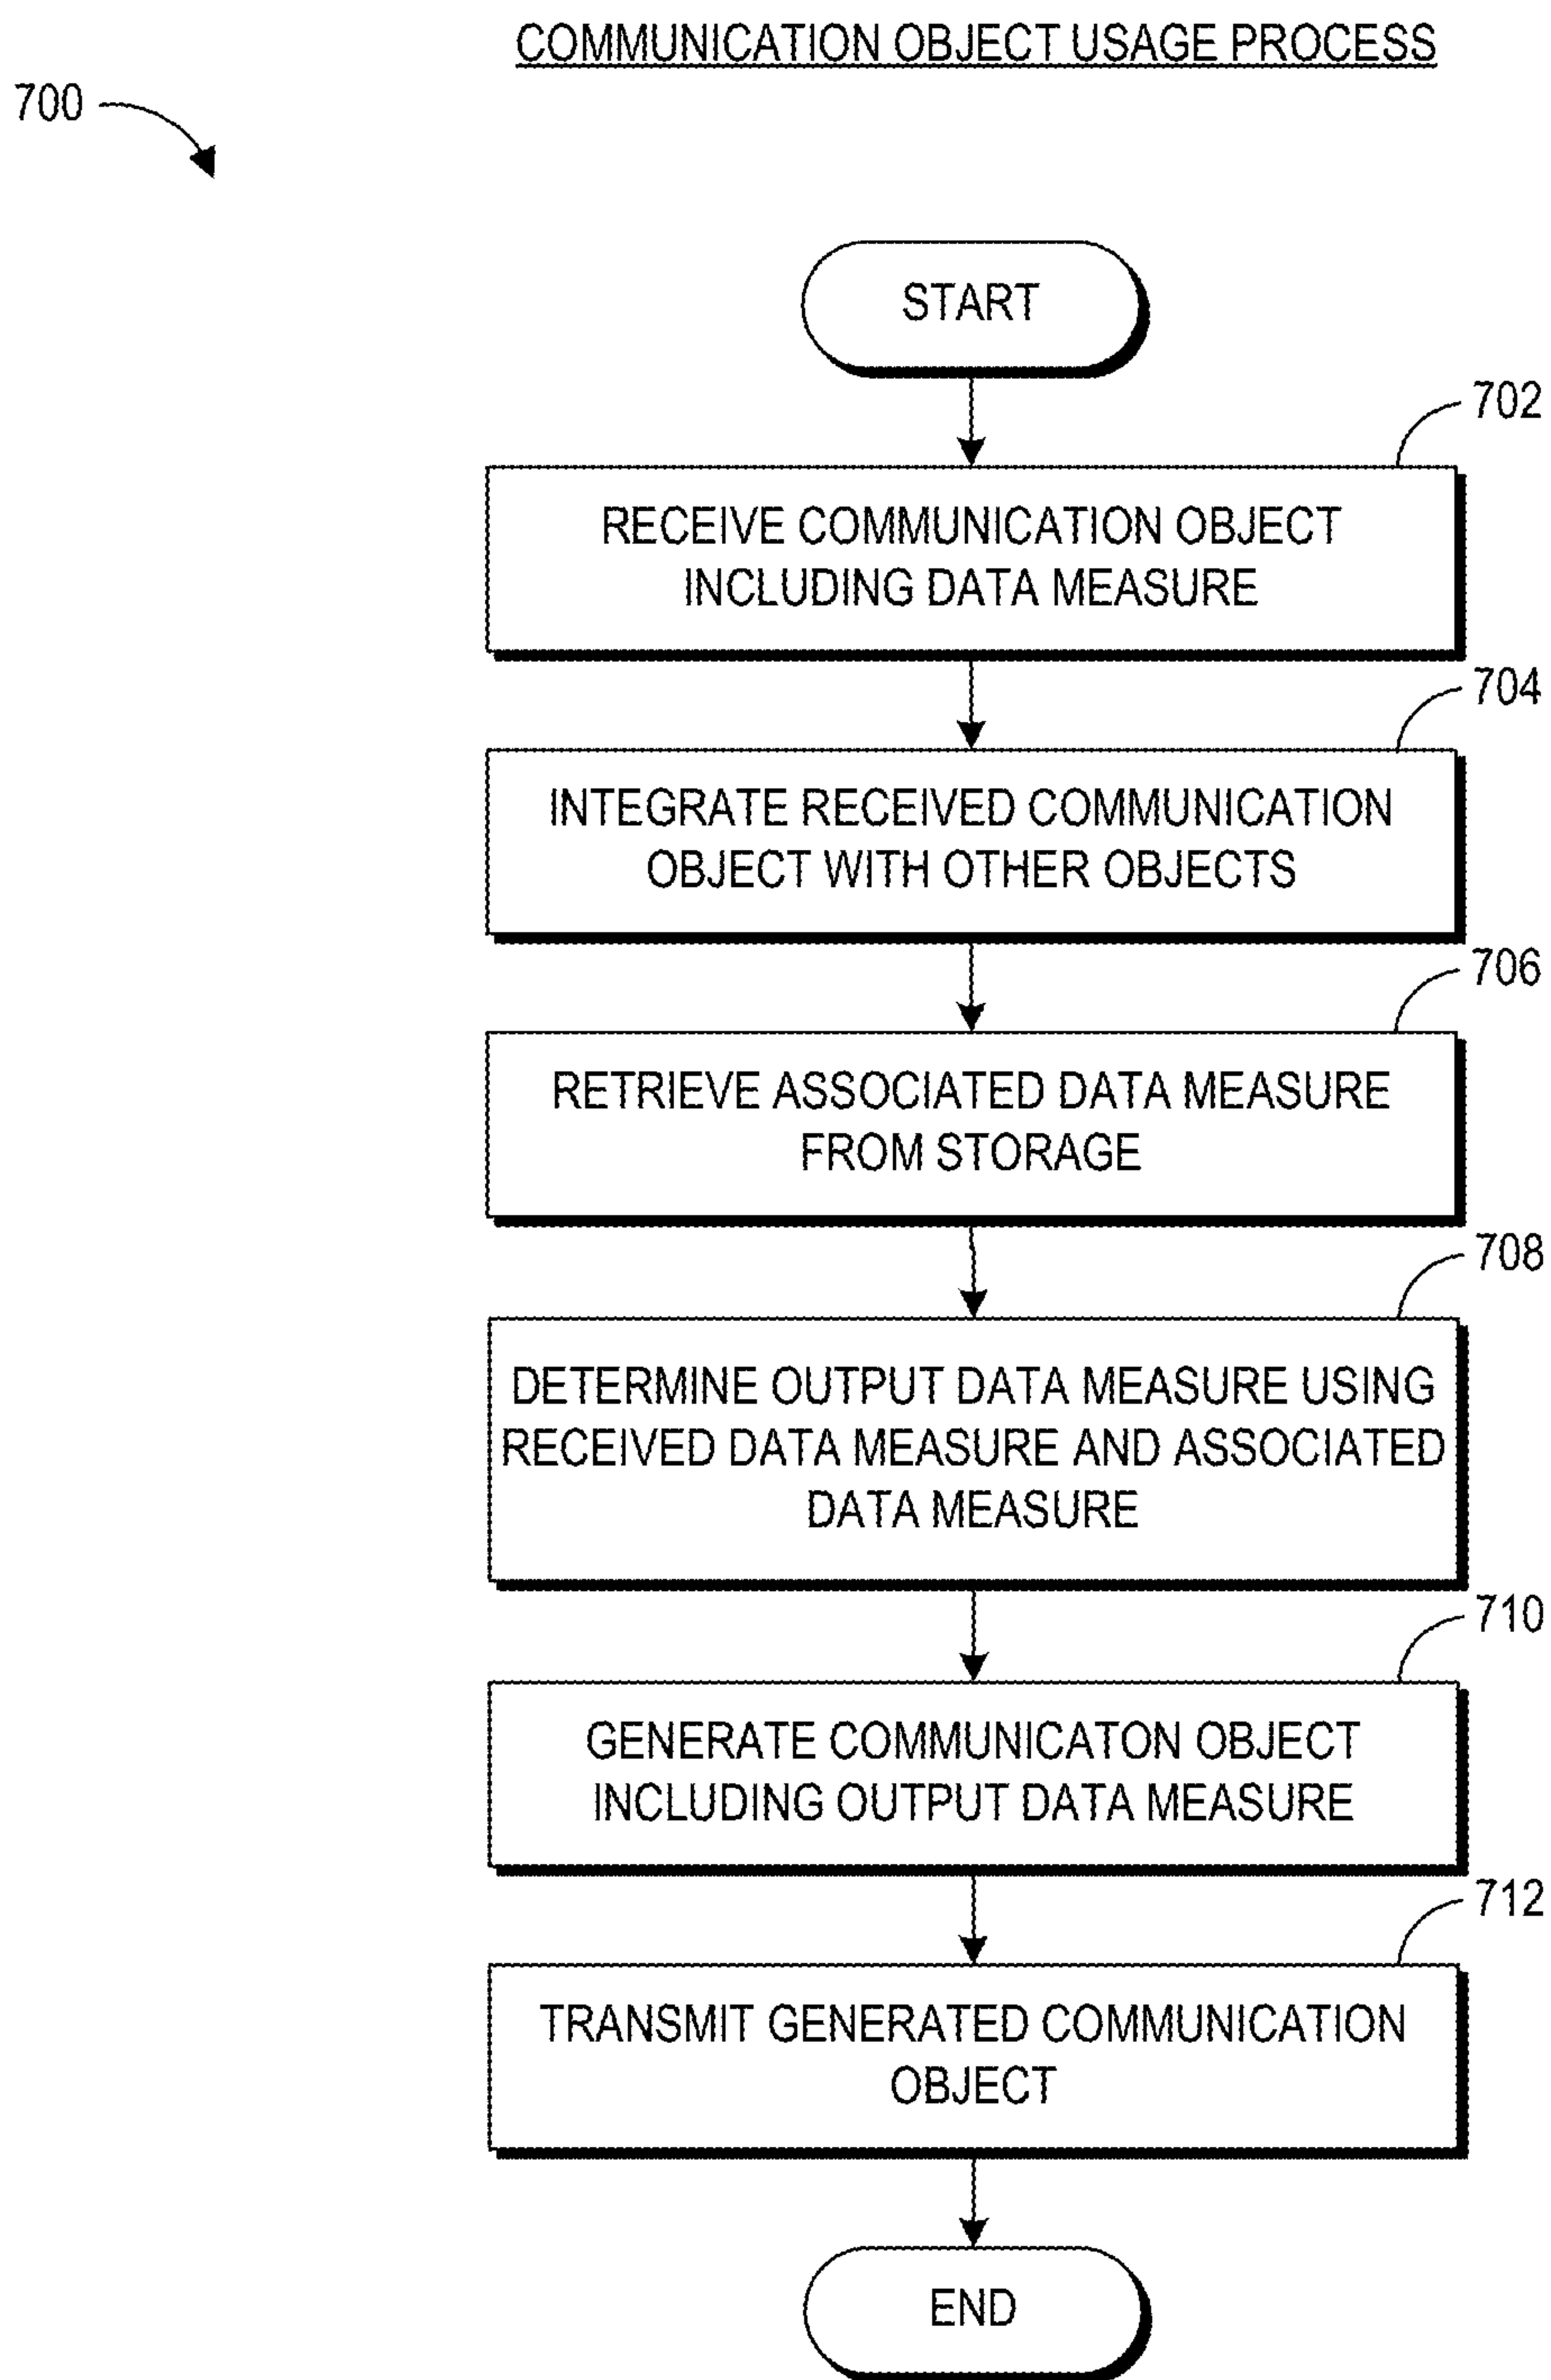 COMMUNICATION OBJECT USAGE PROCESS
700
START
702
RECEIVE COMMUNICATION OBJECT
INCLUDING DATA MEASURE
704
INTEGRATE RECEIVED COMMUNICATION
OBJECT WITH OTHER OBJECTS
706
RETRIEVE ASSOCIATED DATA MEASURE
FROM STORAGE
708
DETERMINE OUTPUT DATA MEASURE USING
RECEIVED DATA MEASURE AND ASSOCIATED
DATA MEASURE
710
GENERATE COMMUNICATON OBJECT
INCLUDING OUTPUT DATA MEASURE
712
TRANSMIT GENERATED COMMUNICATION
OBJECT
END